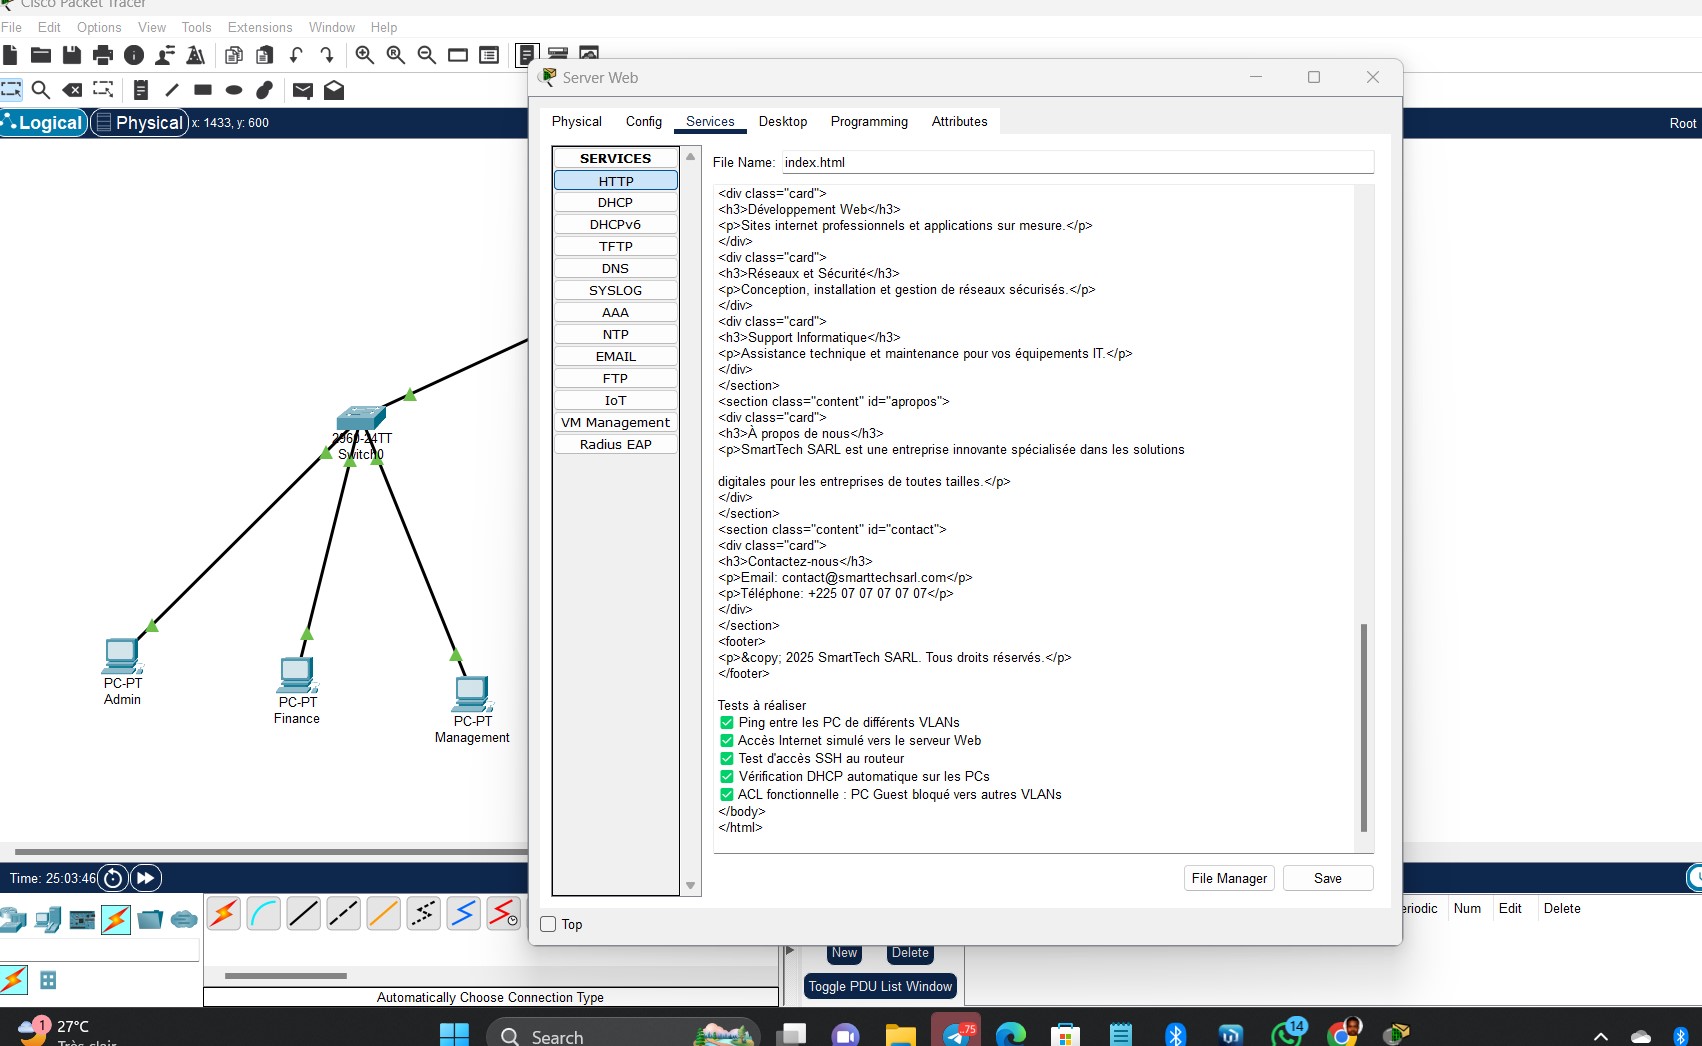 Cisco Packet Tracer
File Edit Options View Tools Extensions Window Help
Logical Physical x: 1433, y: 600
Root
2960-24TT
Switch0
PC-PT
Admin
PC-PT
Finance
PC-PT
Management
Server Web
Physical Config Services Desktop Programming Attributes
SERVICES
HTTP
DHCP
DHCPv6
TFTP
DNS
SYSLOG
AAA
NTP
EMAIL
FTP
IoT
VM Management
Radius EAP
File Name: index.html
<div class="card">
<h3>Développement Web</h3>
<p>Sites internet professionnels et applications sur mesure.</p>
</div>
<div class="card">
<h3>Réseaux et Sécurité</h3>
<p>Conception, installation et gestion de réseaux sécurisés.</p>
</div>
<div class="card">
<h3>Support Informatique</h3>
<p>Assistance technique et maintenance pour vos équipements IT.</p>
</div>
</section>
<section class="content" id="apropos">
<div class="card">
<h3>À propos de nous</h3>
<p>SmartTech SARL est une entreprise innovante spécialisée dans les solutions
digitales pour les entreprises de toutes tailles.</p>
</div>
</section>
<section class="content" id="contact">
<div class="card">
<h3>Contactez-nous</h3>
<p>Email: contact@smarttechsarl.com</p>
<p>Téléphone: +225 07 07 07 07 07</p>
</div>
</section>
<footer>
<p>&copy; 2025 SmartTech SARL. Tous droits réservés.</p>
</footer>
Tests à réaliser
✅ Ping entre les PC de différents VLANs
✅ Accès Internet simulé vers le serveur Web
✅ Test d'accès SSH au routeur
✅ Vérification DHCP automatique sur les PCs
✅ ACL fonctionnelle : PC Guest bloqué vers autres VLANs
</body>
</html>
File Manager Save
Top
Time: 25:03:46
eriodic Num Edit Delete
New Delete
Toggle PDU List Window
Automatically Choose Connection Type
1
27°C
Très clair
Search
..75
14